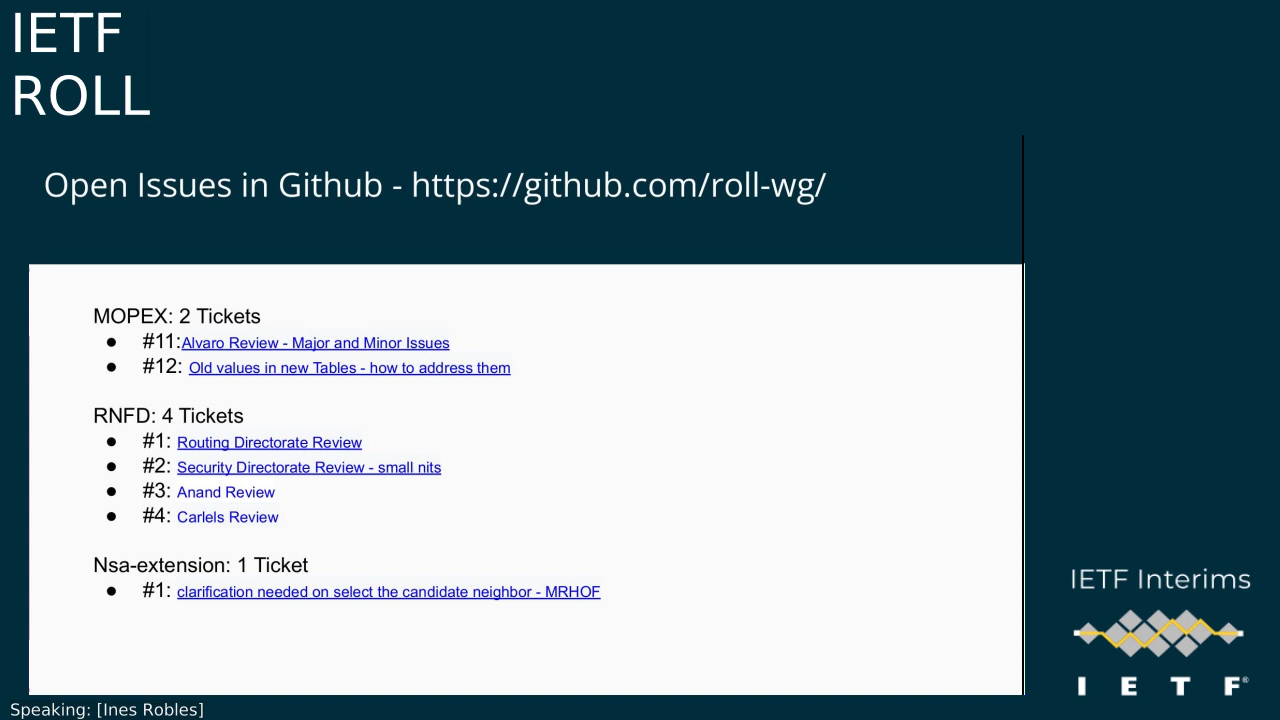 IETF
ROLL
Open Issues in Github - https://github.com/roll-wg/
MOPEX: 2 Tickets
● #11:Alvaro Review - Major and Minor Issues
● #12: Old values in new Tables - how to address them
RNFD: 4 Tickets
● #1: Routing Directorate Review
● #2: Security Directorate Review - small nits
● #3: Anand Review
● #4: Carlels Review
Nsa-extension: 1 Ticket
● #1: clarification needed on select the candidate neighbor - MRHOF
IETF Interims
I E T F®
Speaking: [Ines Robles]